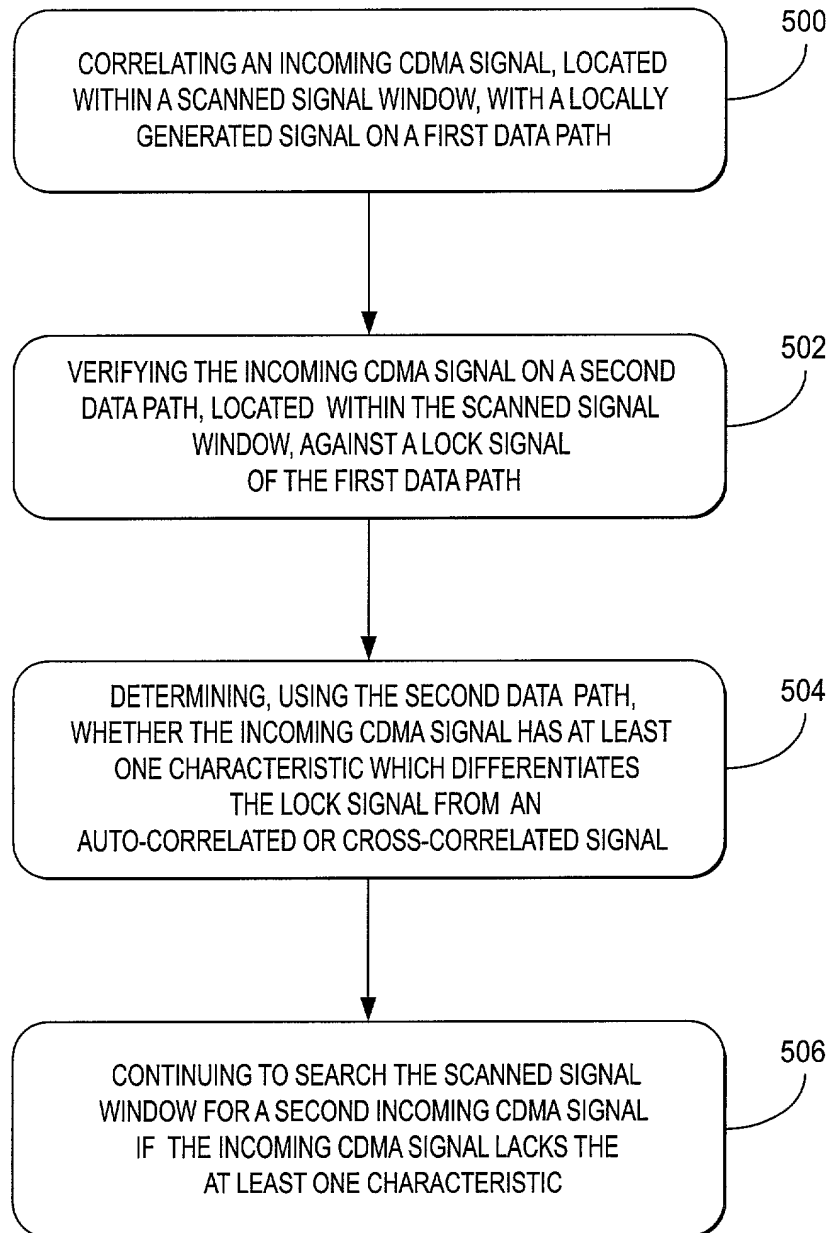 500
CORRELATING AN INCOMING CDMA SIGNAL, LOCATED
WITHIN A SCANNED SIGNAL WINDOW, WITH A LOCALLY
GENERATED SIGNAL ON A FIRST DATA PATH
502
VERIFYING THE INCOMING CDMA SIGNAL ON A SECOND
DATA PATH, LOCATED WITHIN THE SCANNED SIGNAL
WINDOW, AGAINST A LOCK SIGNAL
OF THE FIRST DATA PATH
504
DETERMINING, USING THE SECOND DATA PATH,
WHETHER THE INCOMING CDMA SIGNAL HAS AT LEAST
ONE CHARACTERISTIC WHICH DIFFERENTIATES
THE LOCK SIGNAL FROM AN
AUTO-CORRELATED OR CROSS-CORRELATED SIGNAL
506
CONTINUING TO SEARCH THE SCANNED SIGNAL
WINDOW FOR A SECOND INCOMING CDMA SIGNAL
IF THE INCOMING CDMA SIGNAL LACKS THE
AT LEAST ONE CHARACTERISTIC